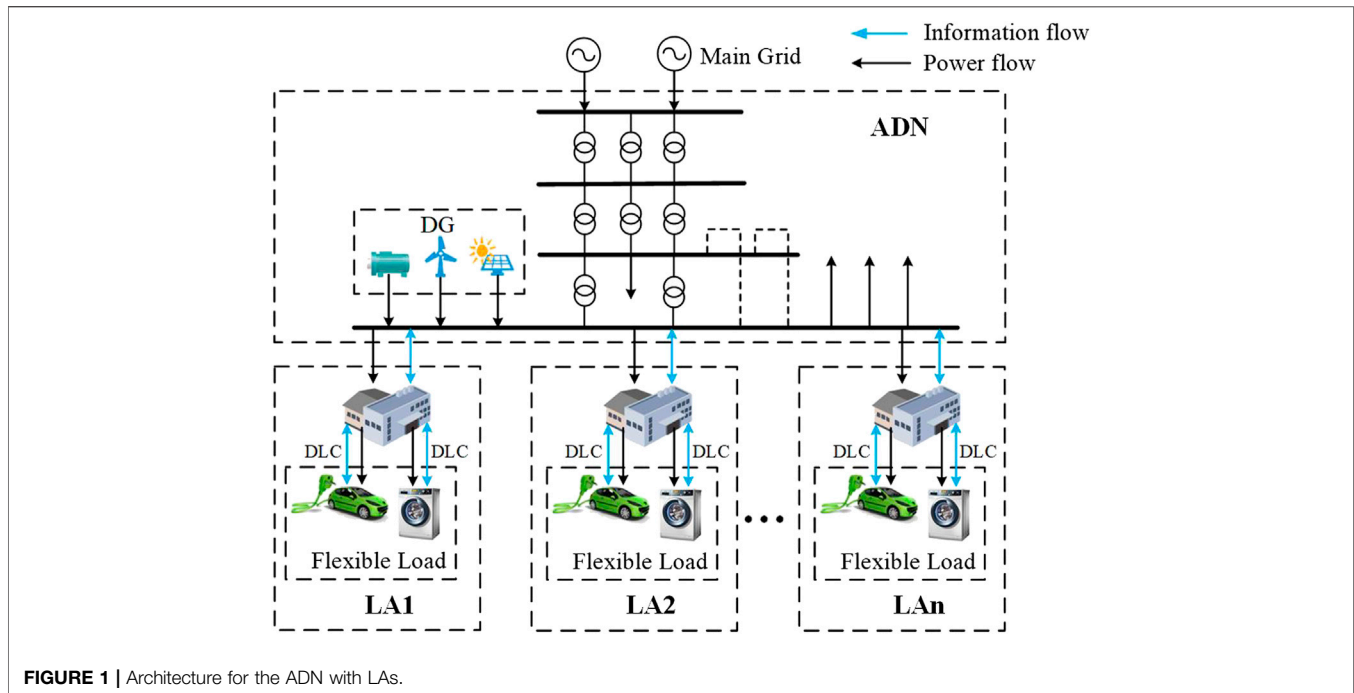 Information flow
Main Grid
Power flow
ADN
DG
DLC DLC DLC DLC DLC DLC
Flexible Load Flexible Load Flexible Load
LA1 LA2 LAn
FIGURE 1 | Architecture for the ADN with LAs.